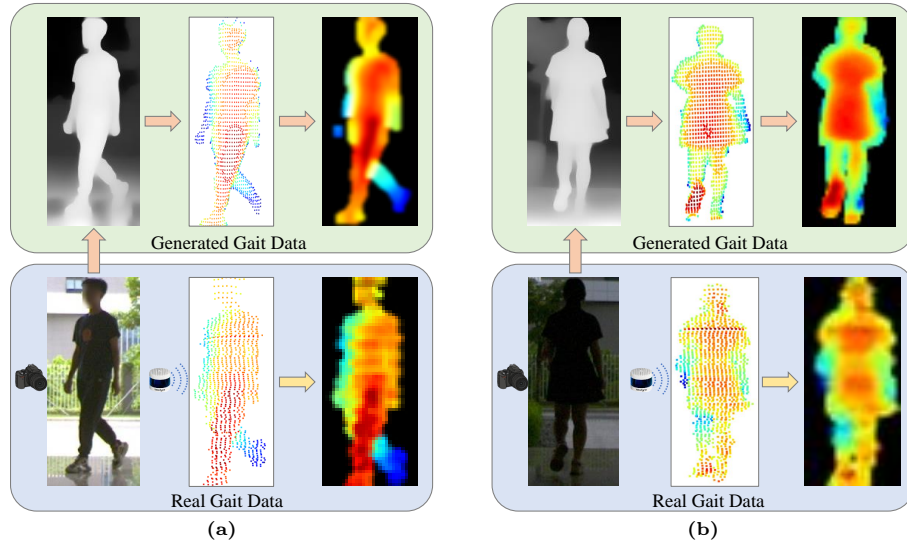 Generated Gait Data
Real Gait Data
(a)
Generated Gait Data
Real Gait Data
(b)